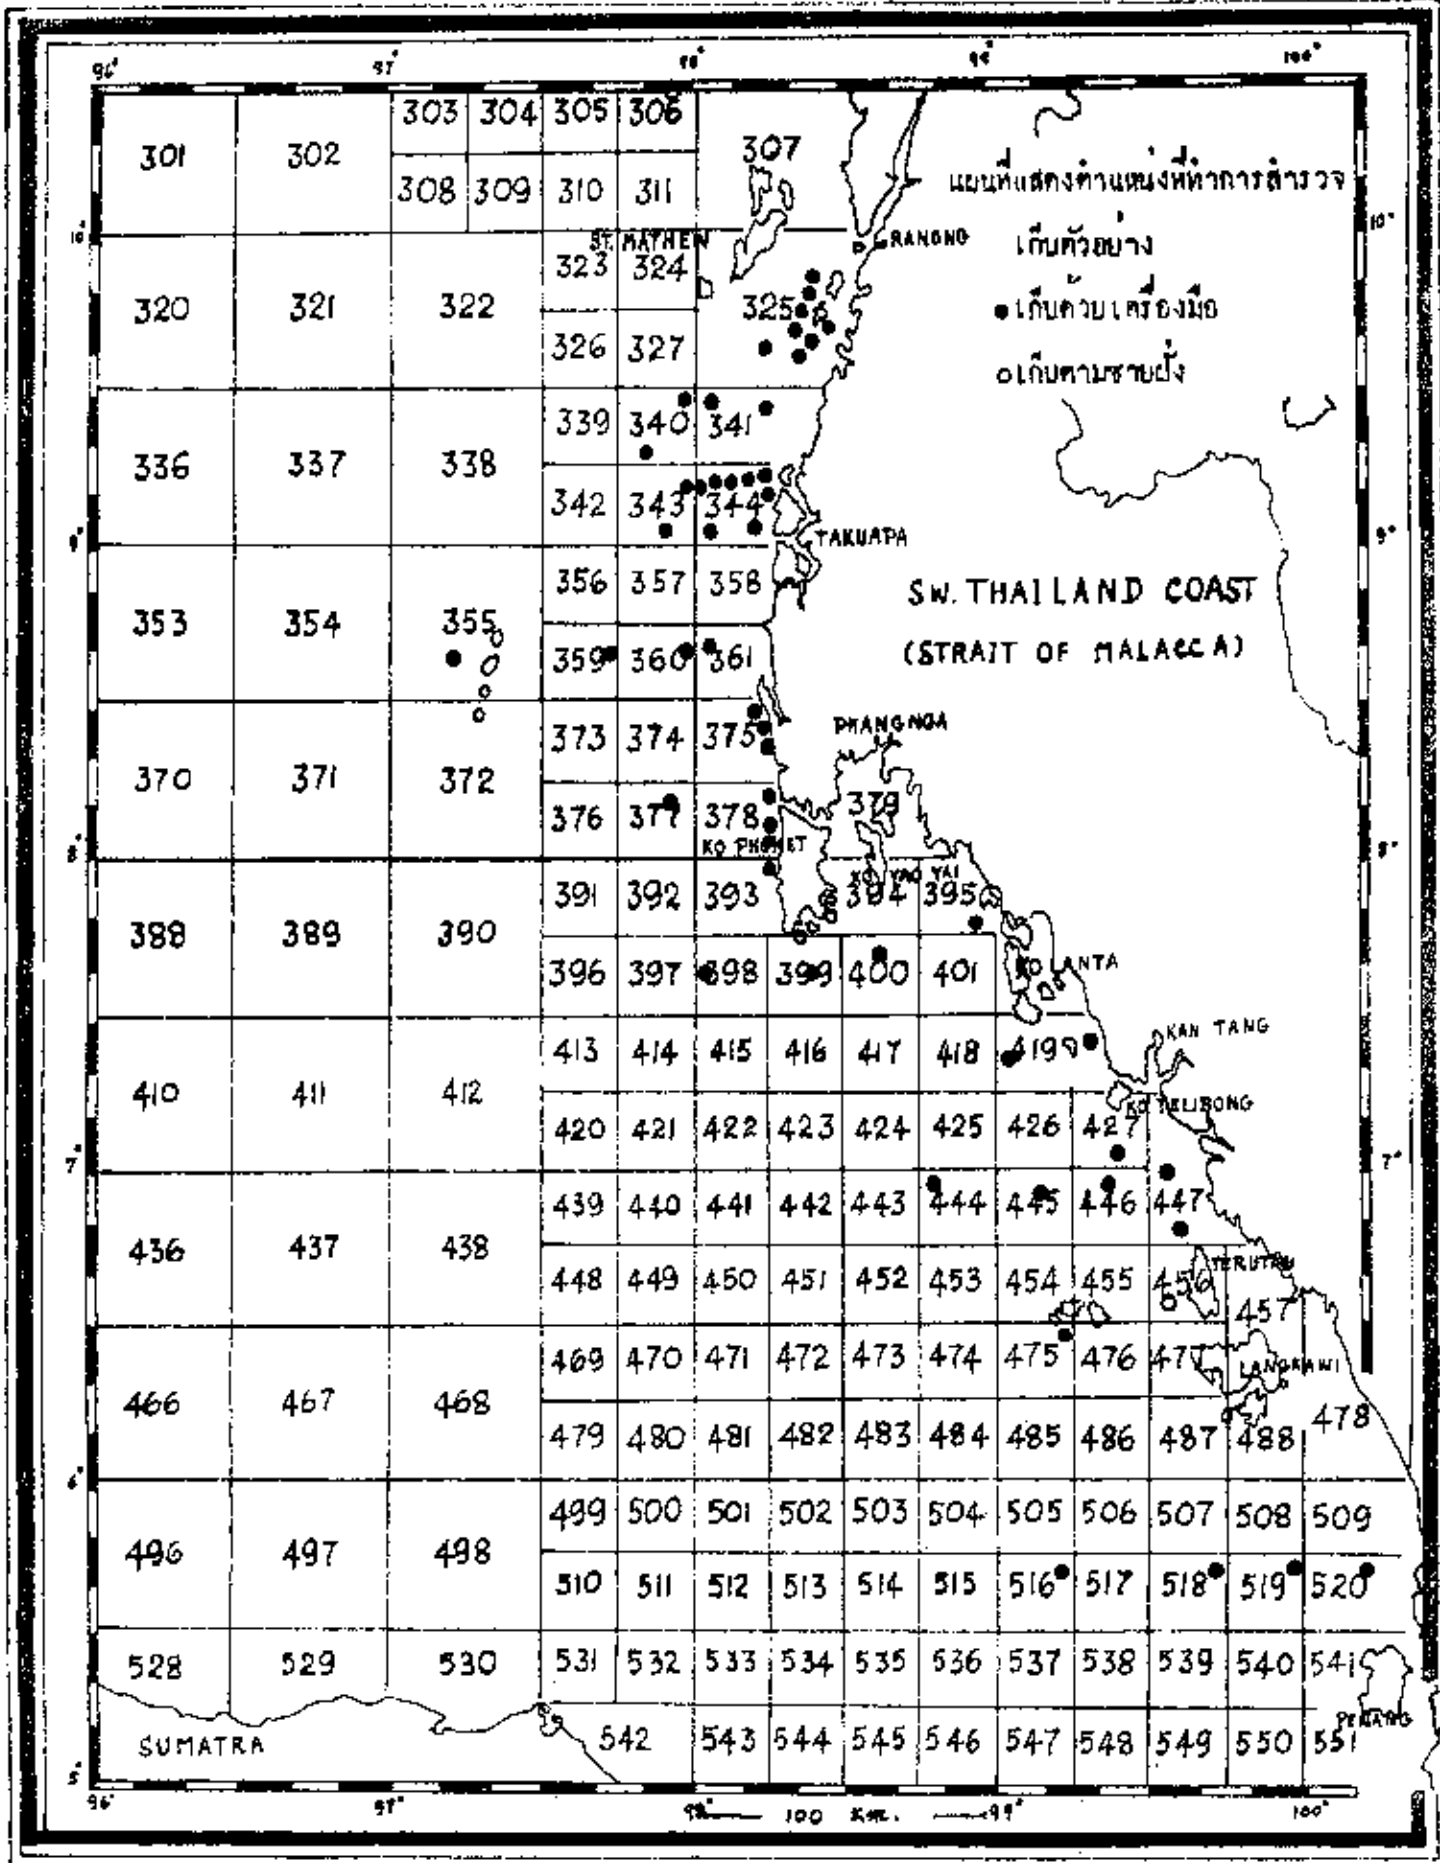 96° 97° 98° 99° 100°
303 304 305 306
301 302 307
308 309 310 311
แผนที่แสดงตำแหน่งที่ทำการสำรวจ
เก็บตัวอย่าง
● เก็บด้วยเครื่องมือ
○ เก็บตามชายฝั่ง
10° 10°
ST. MATHEW RANONG
323 324
320 321 322 325
326 327
339 340 341
336 337 338
342 343 344
9° TAKUAPA 9°
356 357 358
SW. THAILAND COAST
(STRAIT OF MALACCA)
353 354 355
359 360 361
PHANGNGA
373 374 375
370 371 372
376 377 378 379
8° KO PHUKET 8°
KO YAO YAI
391 392 393 394 395
388 389 390
396 397 398 399 400 401
KO LANTA
KAN TANG
413 414 415 416 417 418 419
410 411 412
KO TELIBONG
420 421 422 423 424 425 426 427
7° 7°
439 440 441 442 443 444 445 446 447
436 437 438
TERUTAU
448 449 450 451 452 453 454 455 456 457
469 470 471 472 473 474 475 476 477
LANGKAWI
466 467 468
478
479 480 481 482 483 484 485 486 487 488
6°
499 500 501 502 503 504 505 506 507 508 509
496 497 498
510 511 512 513 514 515 516 517 518 519 520
528 529 530 531 532 533 534 535 536 537 538 539 540 541
PENANG
SUMATRA
542 543 544 545 546 547 548 549 550 551
5°
96° 97° 98° 100 KM. 99° 100°